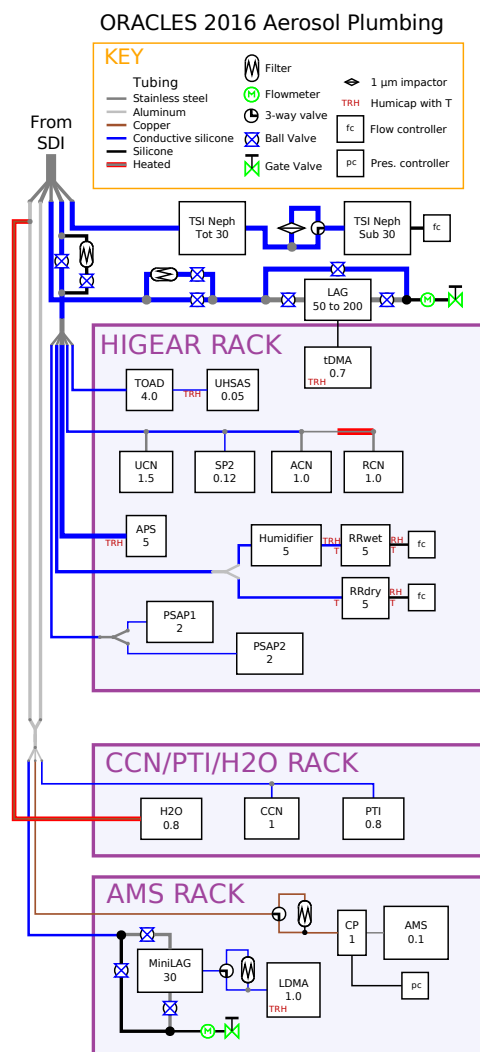 ORACLES 2016 Aerosol Plumbing
KEY
Tubing
Stainless steel
Aluminum
Copper
Conductive silicone
Silicone
Heated
Filter
M
Flowmeter
3-way valve
Ball Valve
Gate Valve
1 μm impactor
TRH
Humicap with T
fc
Flow controller
pc
Pres. controller
From
SDI
TSI Neph
Tot 30
TSI Neph
Sub 30
fc
LAG
50 to 200
M
HIGEAR RACK
tDMA
0.7
TRH
TOAD
4.0
TRH
UHSAS
0.05
UCN
1.5
SP2
0.12
ACN
1.0
RCN
1.0
APS
5
TRH
Humidifier
5
TRH
T
RRwet
5
RH
T
fc
RRdry
5
T
RH
T
fc
PSAP1
2
PSAP2
2
CCN/PTI/H2O RACK
H2O
0.8
CCN
1
PTI
0.8
AMS RACK
CP
1
AMS
0.1
pc
MiniLAG
30
LDMA
1.0
TRH
M